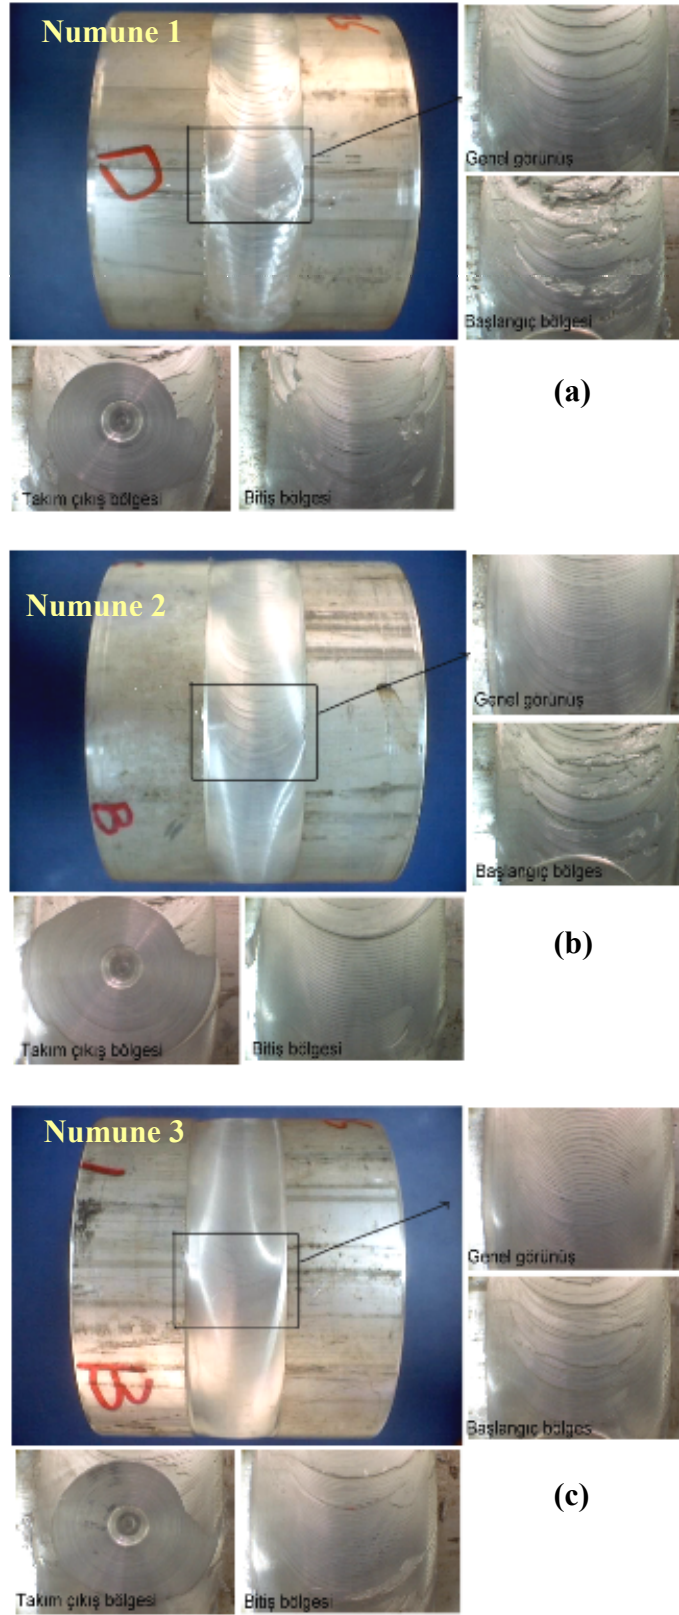 Numune 1
D
Genel görünüş
Başlangıç bölgesi
Takım çıkış bölgesi
Bitiş bölgesi
(a)
Numune 2
B
Genel görünüş
Başlangıç bölges
Takım çıkış bölgesi
Bitiş bölgesi
(b)
Numune 3
B
Genel görünüş
Başlangıç bölges
Takım çıkış bölgesi
Bitiş bölgesi
(c)